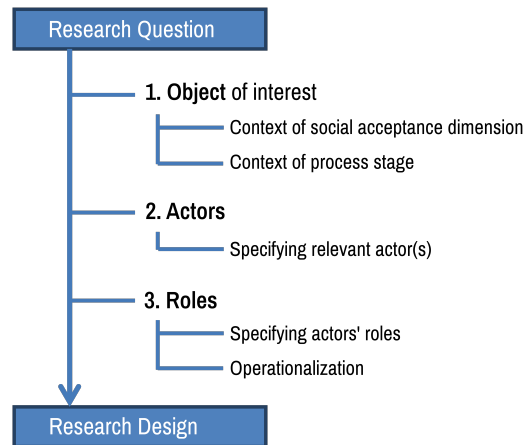 Research Question
1. Object of interest
Context of social acceptance dimension
Context of process stage
2. Actors
Specifying relevant actor(s)
3. Roles
Specifying actors' roles
Operationalization
Research Design